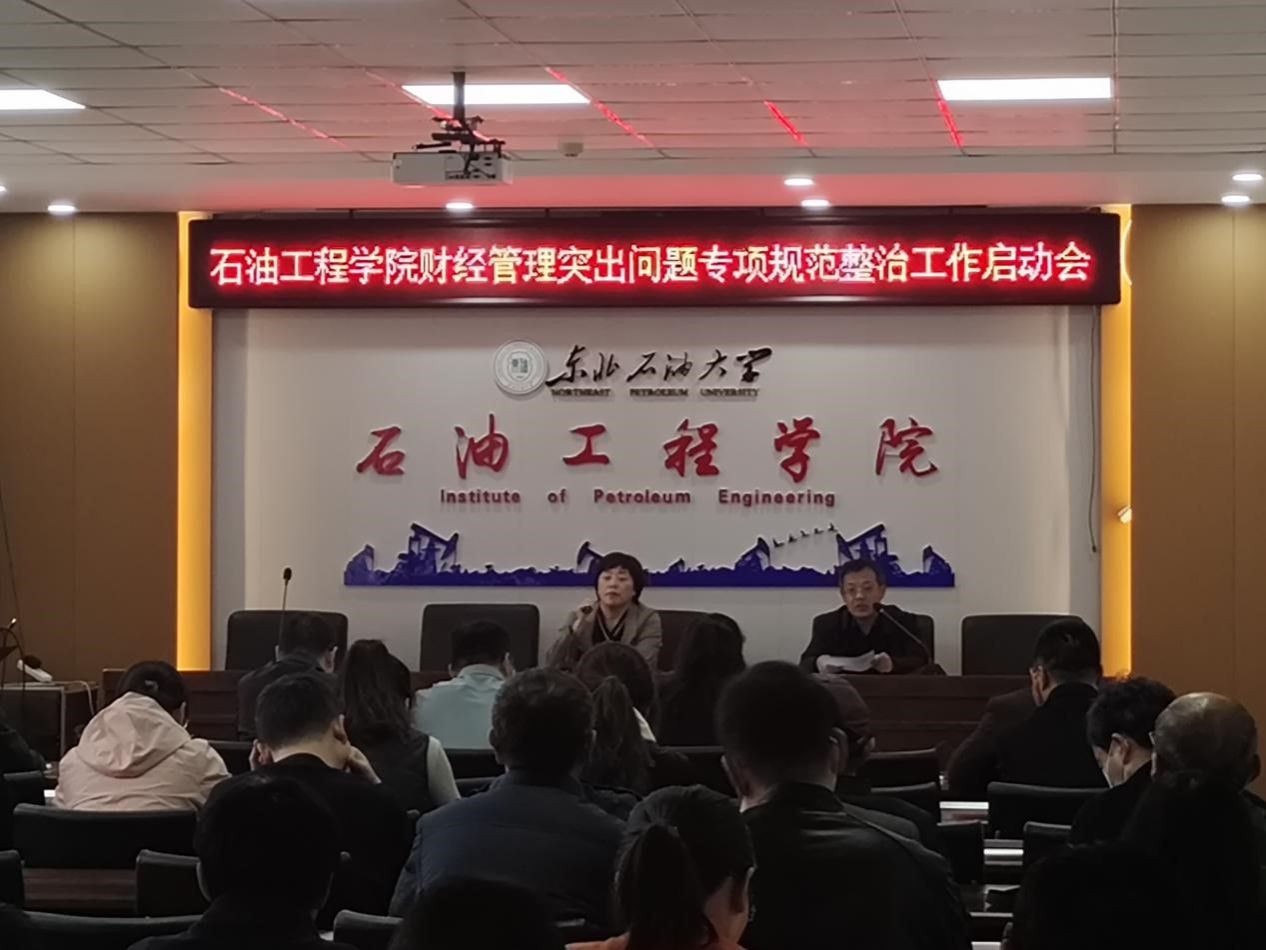 石油工程学院财经管理突出问题专项规范整治工作启动会
东北石油大学
NORTHEAST PETROLEUM UNIVERSITY
石油工程学院
Institute of Petroleum Engineering